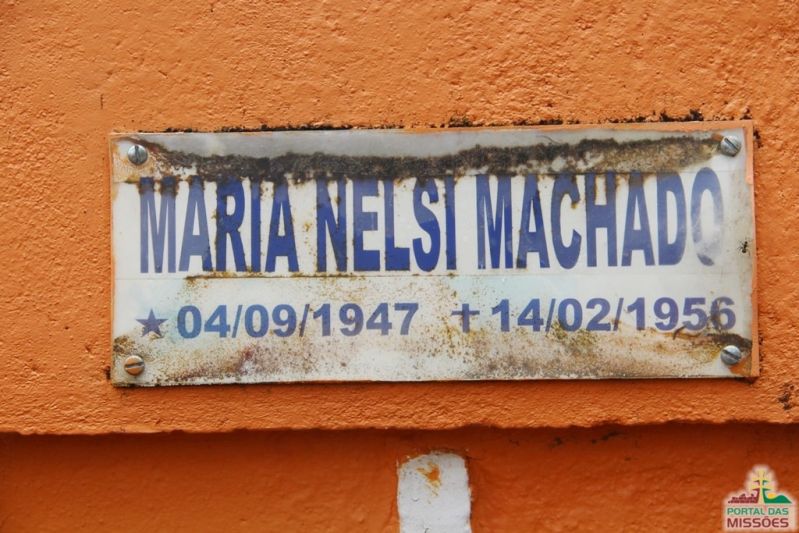 MARIA NELSI MACHADO
★ 04/09/1947 ✝ 14/02/1956
PORTAL DAS
MISSÕES